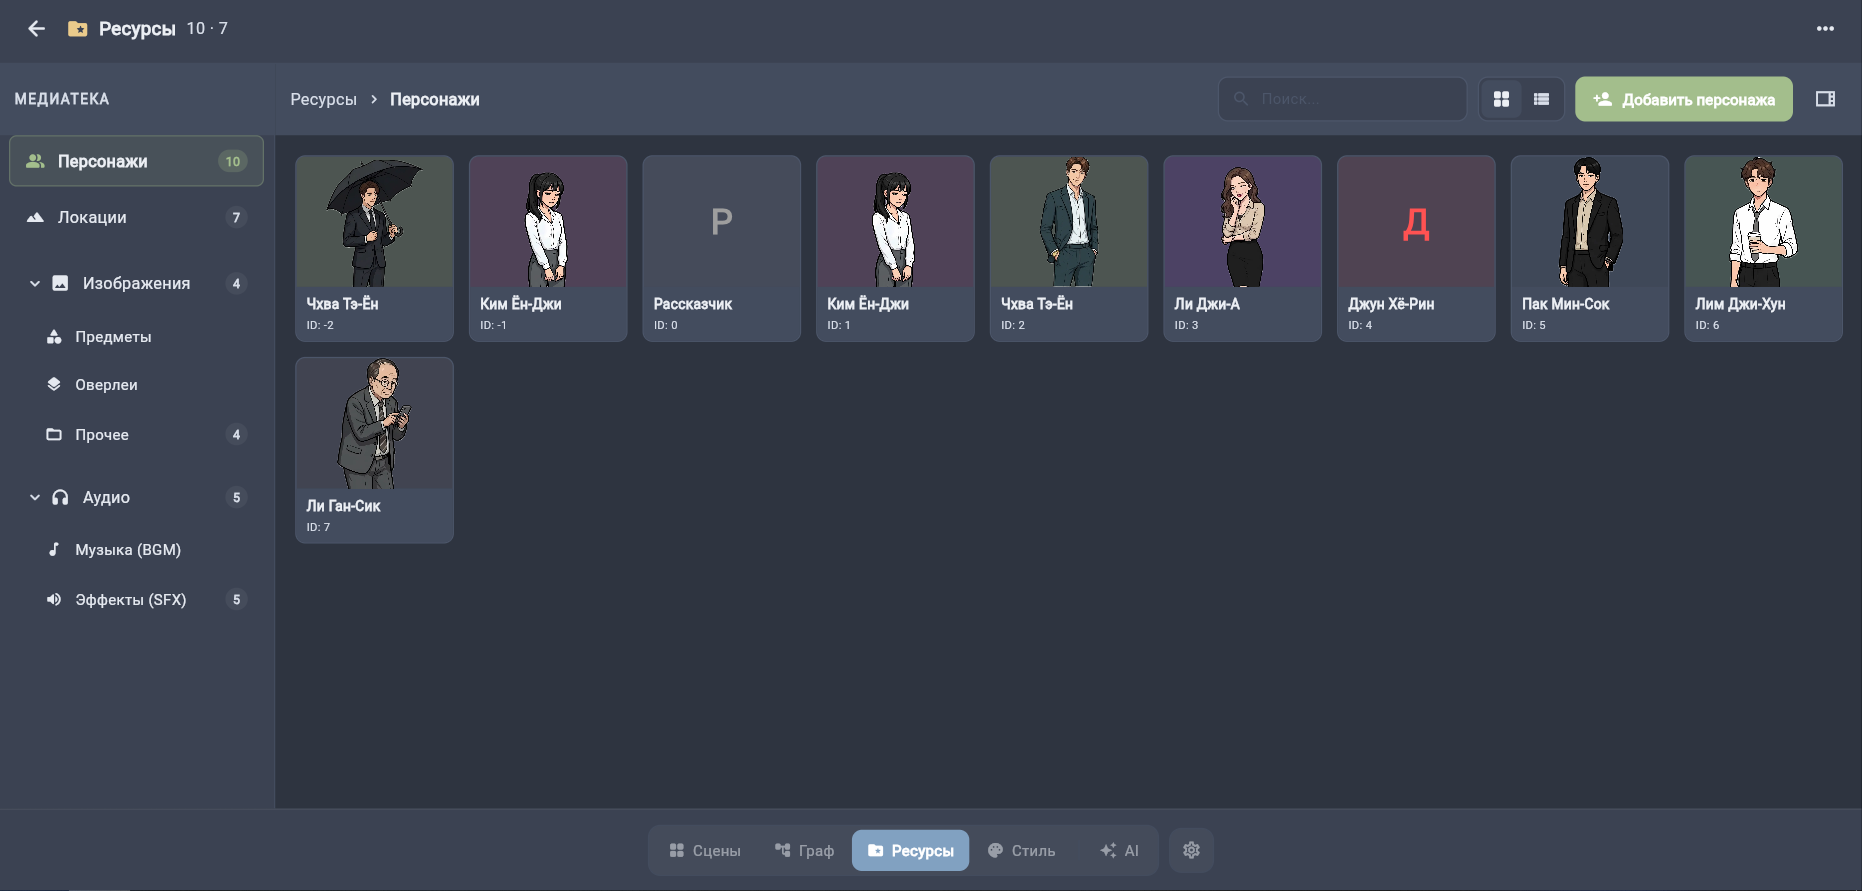 Ресурсы 10 · 7
МЕДИАТЕКА
Ресурсы > Персонажи
Поиск...
Добавить персонажа
Персонажи 10
Локации 7
Изображения 4
Предметы
Оверлеи
Прочее 4
Аудио 5
Музыка (BGM)
Эффекты (SFX) 5
Чхва Тэ-Ён
ID: -2
Ким Ён-Джи
ID: -1
Р
Рассказчик
ID: 0
Ким Ён-Джи
ID: 1
Чхва Тэ-Ён
ID: 2
Ли Джи-А
ID: 3
Д
Джун Хё-Рин
ID: 4
Пак Мин-Сок
ID: 5
Лим Джи-Хун
ID: 6
Ли Ган-Сик
ID: 7
Сцены
Граф
Ресурсы
Стиль
AI